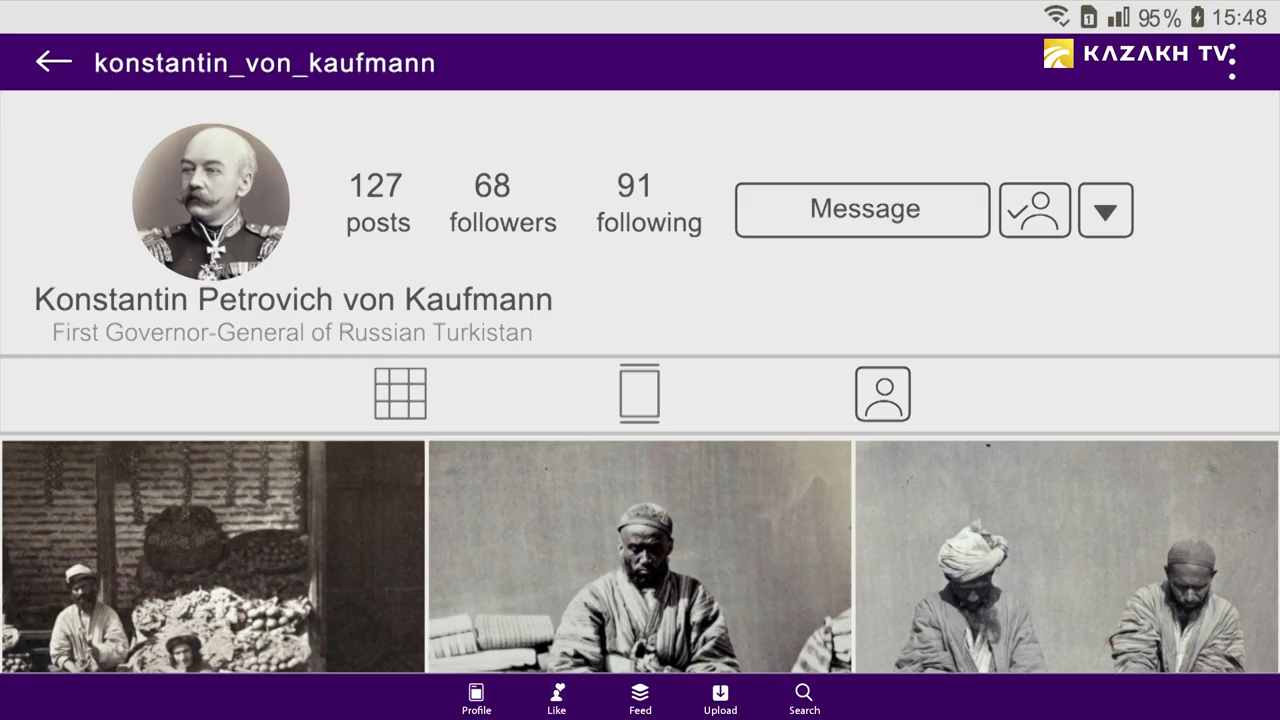 95% 15:48
konstantin_von_kaufmann
KAZAKH TV
127 68 91
posts followers following
Message
Konstantin Petrovich von Kaufmann
First Governor-General of Russian Turkistan
Profile Like Feed Upload Search